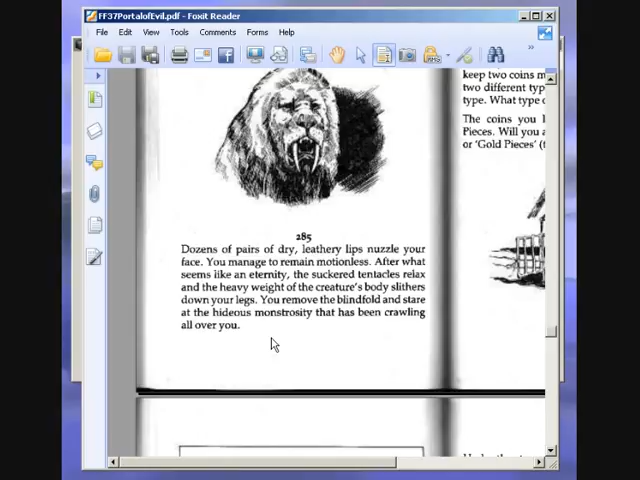 FF37PortalofEvil.pdf - Foxit Reader
File Edit View Tools Comments Forms Help
285
Dozens of pairs of dry, leathery lips nuzzle your
face. You manage to remain motionless. After what
seems like an eternity, the suckered tentacles relax
and the heavy weight of the creature's body slithers
down your legs. You remove the blindfold and stare
at the hideous monstrosity that has been crawling
all over you.
keep two coins
two different typ
type. What type
The coins you
Pieces. Will you a
or 'Gold Pieces' (